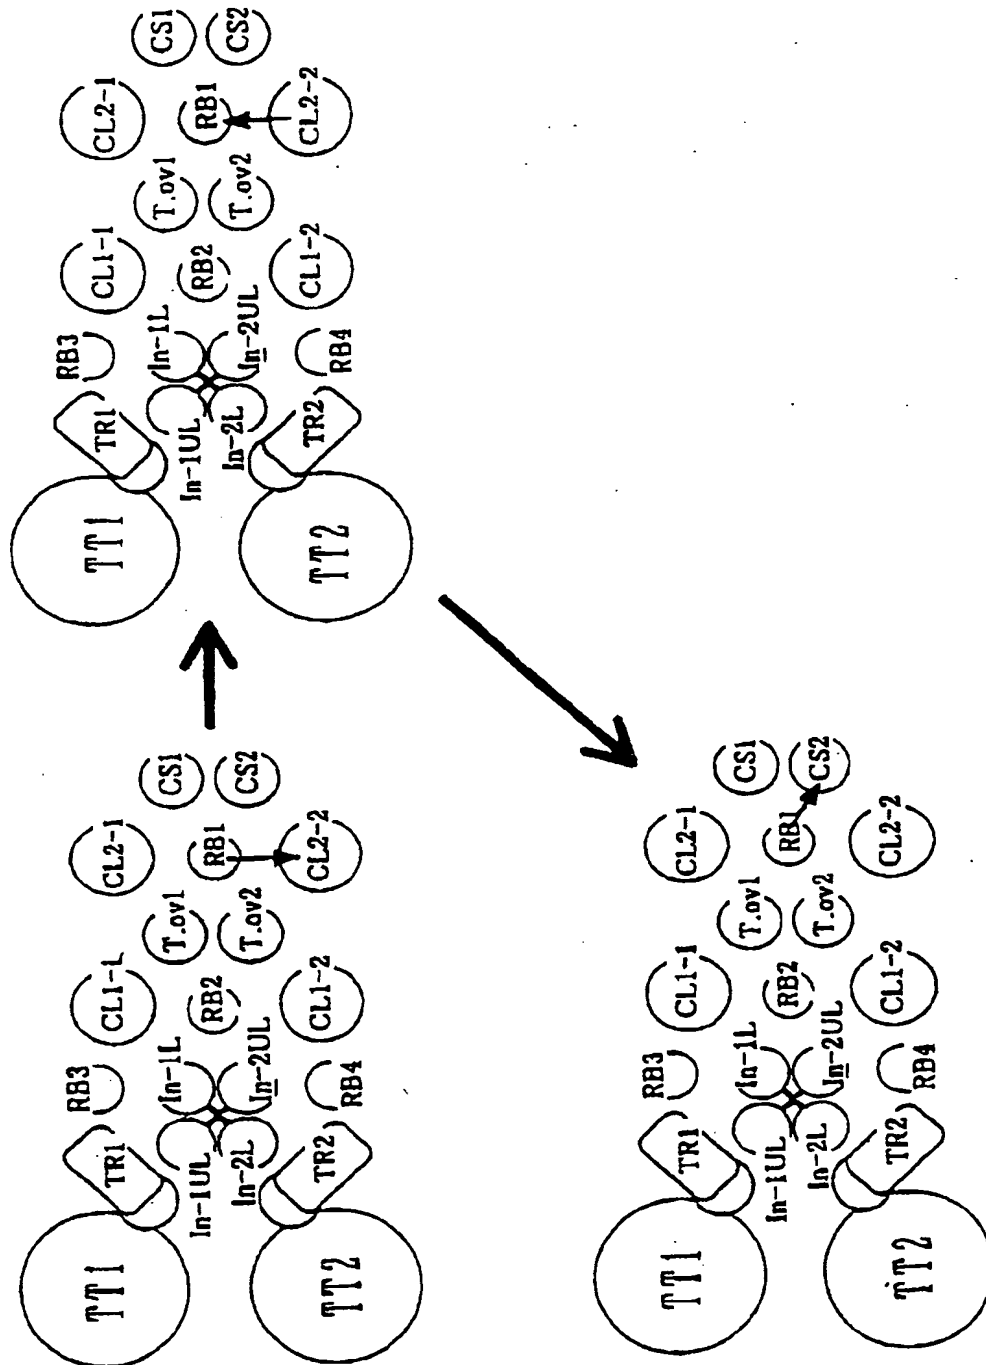 CS1
CS2
CL2-1
RB1
CL2-2
T.ov1
T.ov2
CL1-1
RB2
CL1-2
RB3
In-1L
In-2UL
RB4
TR1
In-1UL
In-2L
TR2
TT1
TT2
CS1
CS2
CL2-1
RB1
CL2-2
T.ov1
T.ov2
CL1-1
RB2
CL1-2
RB3
In-1L
In-2UL
RB4
TR1
In-1UL
In-2L
TR2
TT1
TT2
CS1
CS2
CL2-1
RB1
CL2-2
T.ov1
T.ov2
CL1-1
RB2
CL1-2
RB3
In-1L
In-2UL
RB4
TR1
In-1UL
In-2L
TR2
TT1
TT2